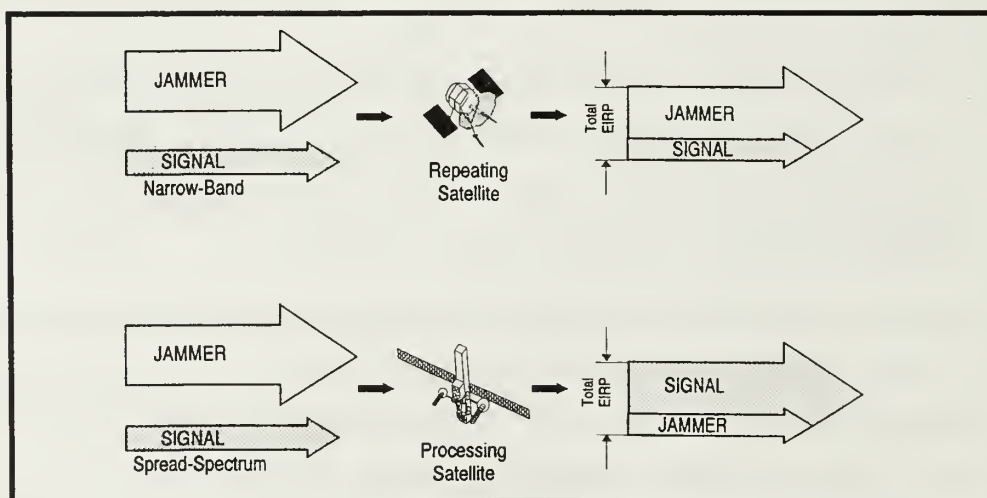 JAMMER
SIGNAL
Narrow-Band
Repeating
Satellite
Total
EIRP
JAMMER
SIGNAL
JAMMER
SIGNAL
Spread-Spectrum
Processing
Satellite
Total
EIRP
SIGNAL
JAMMER